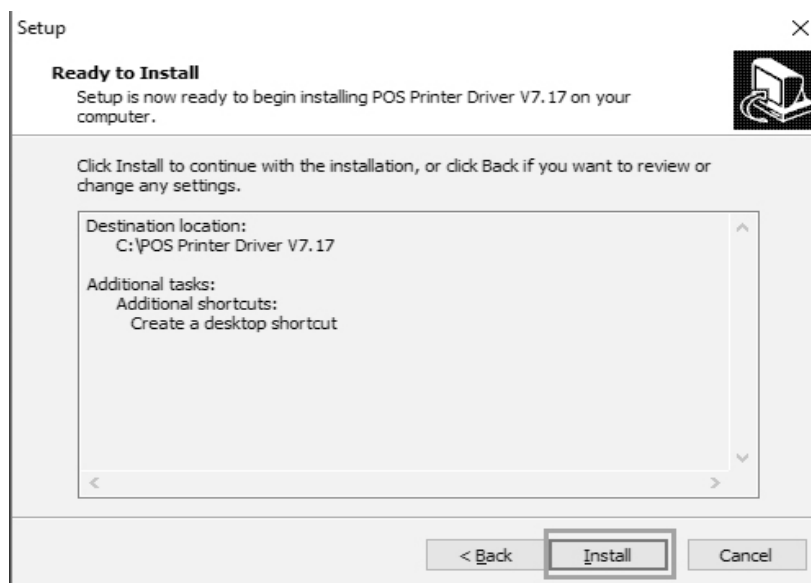 Setup
Ready to Install
Setup is now ready to begin installing POS Printer Driver V7.17 on your
computer.
Click Install to continue with the installation, or click Back if you want to review or
change any settings.
Destination location:
C:\POS Printer Driver V7.17
Additional tasks:
Additional shortcuts:
Create a desktop shortcut
< Back Install Cancel